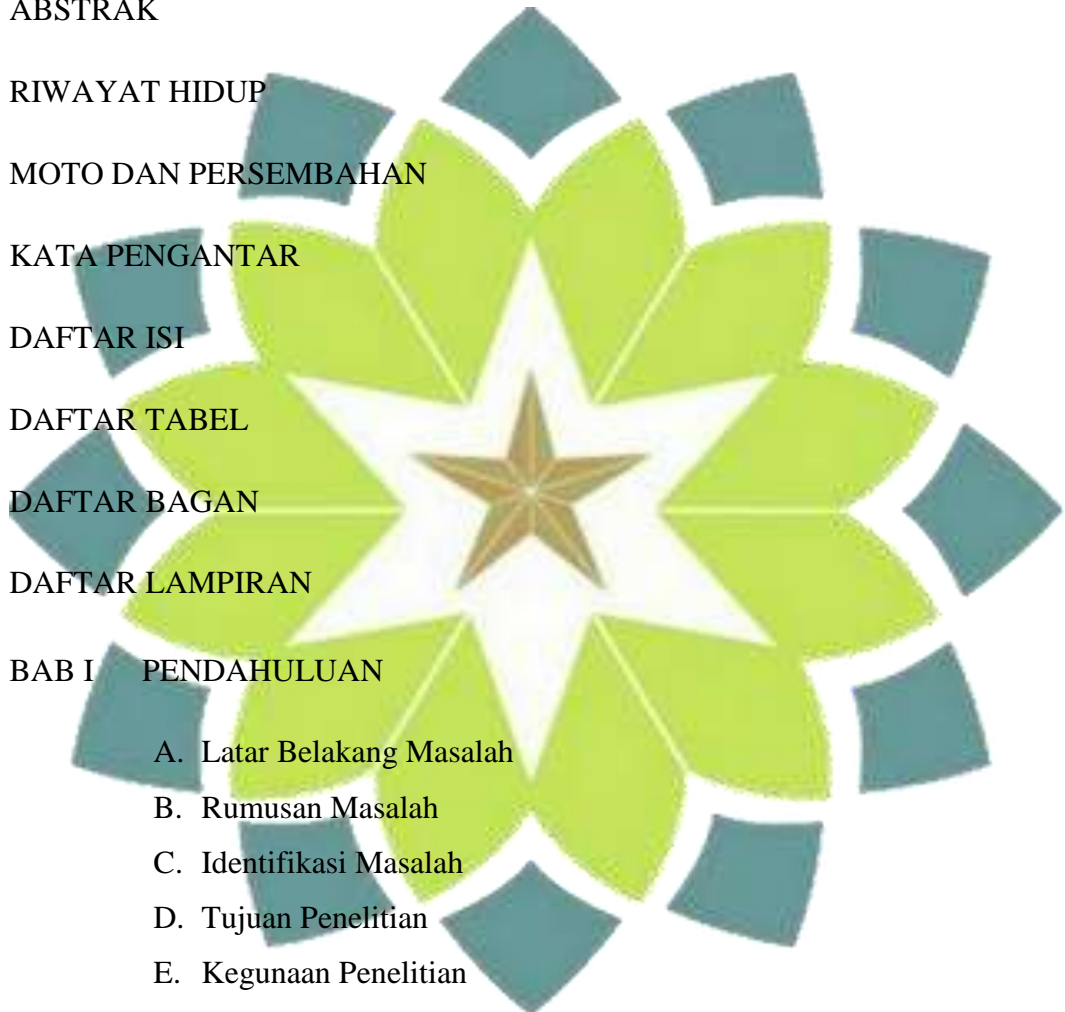 ABSTRAK
RIWAYAT HIDUP
MOTO DAN PERSEMBAHAN
KATA PENGANTAR
DAFTAR ISI
DAFTAR TABEL
DAFTAR BAGAN
DAFTAR LAMPIRAN
BAB I PENDAHULUAN
A. Latar Belakang Masalah
B. Rumusan Masalah
C. Identifikasi Masalah
D. Tujuan Penelitian
E. Kegunaan Penelitian